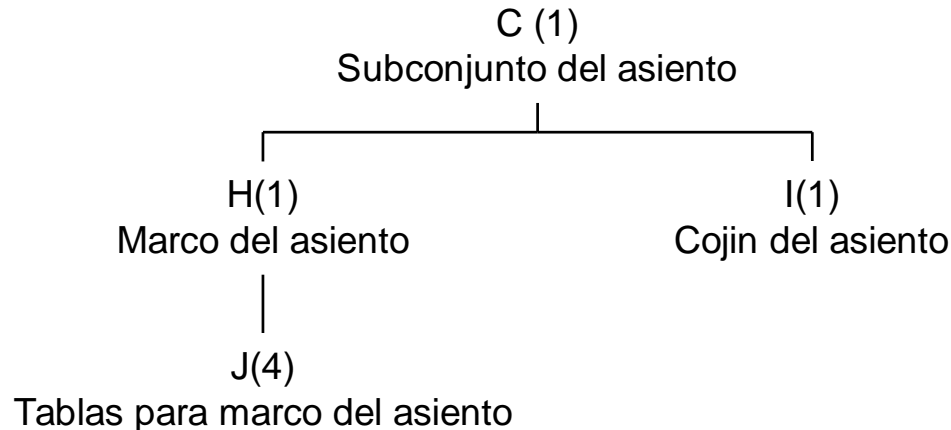 C (1)
Subconjunto del asiento
H(1)
Marco del asiento
I(1)
Cojin del asiento
J(4)
Tablas para marco del asiento